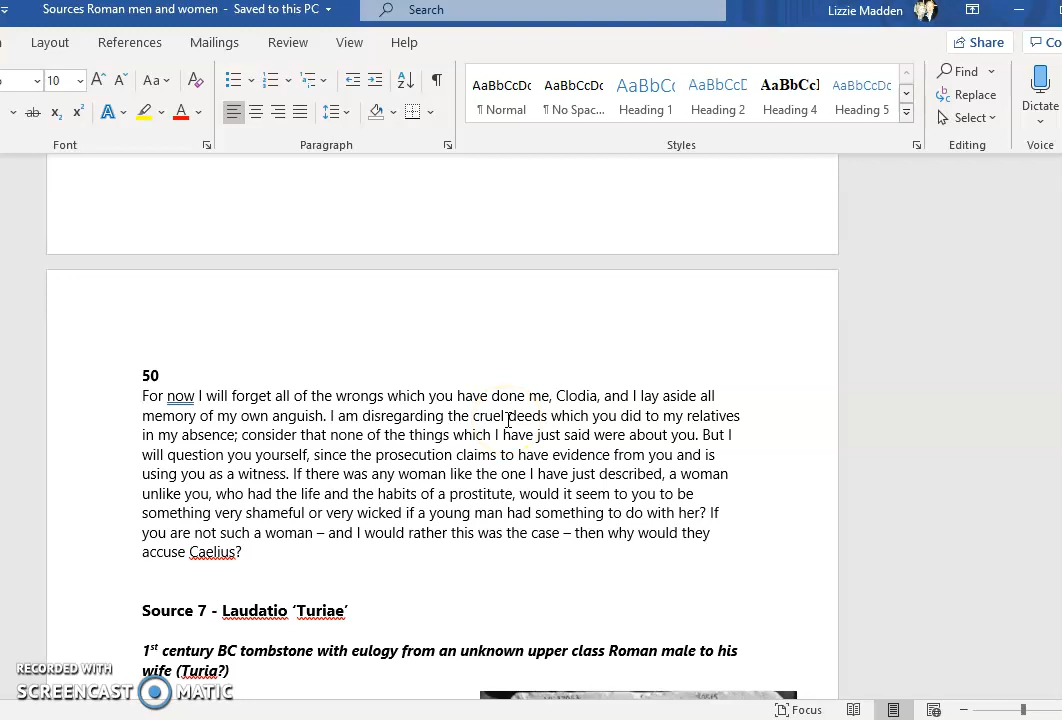 Sources Roman men and women - Saved to this PC
Search
Lizzie Madden
Layout References Mailings Review View Help
Share Co
10 Aa
Find
Replace
Select
Dictate
ab x₂ x² A A
AaBbCcDc AaBbCcDc AaBbC( AaBbCcD AaBbCcI AaBbCcDc
¶ Normal ¶ No Spac... Heading 1 Heading 2 Heading 4 Heading 5
Font Paragraph Styles Editing Voice
50
For now I will forget all of the wrongs which you have done me, Clodia, and I lay aside all
memory of my own anguish. I am disregarding the cruel deeds which you did to my relatives
in my absence; consider that none of the things which I have just said were about you. But I
will question you yourself, since the prosecution claims to have evidence from you and is
using you as a witness. If there was any woman like the one I have just described, a woman
unlike you, who had the life and the habits of a prostitute, would it seem to you to be
something very shameful or very wicked if a young man had something to do with her? If
you are not such a woman – and I would rather this was the case – then why would they
accuse Caelius?
Source 7 - Laudatio ‘Turiae’
1st century BC tombstone with eulogy from an unknown upper class Roman male to his
wife (Turia?)
RECORDED WITH
SCREENCAST MATIC
Focus